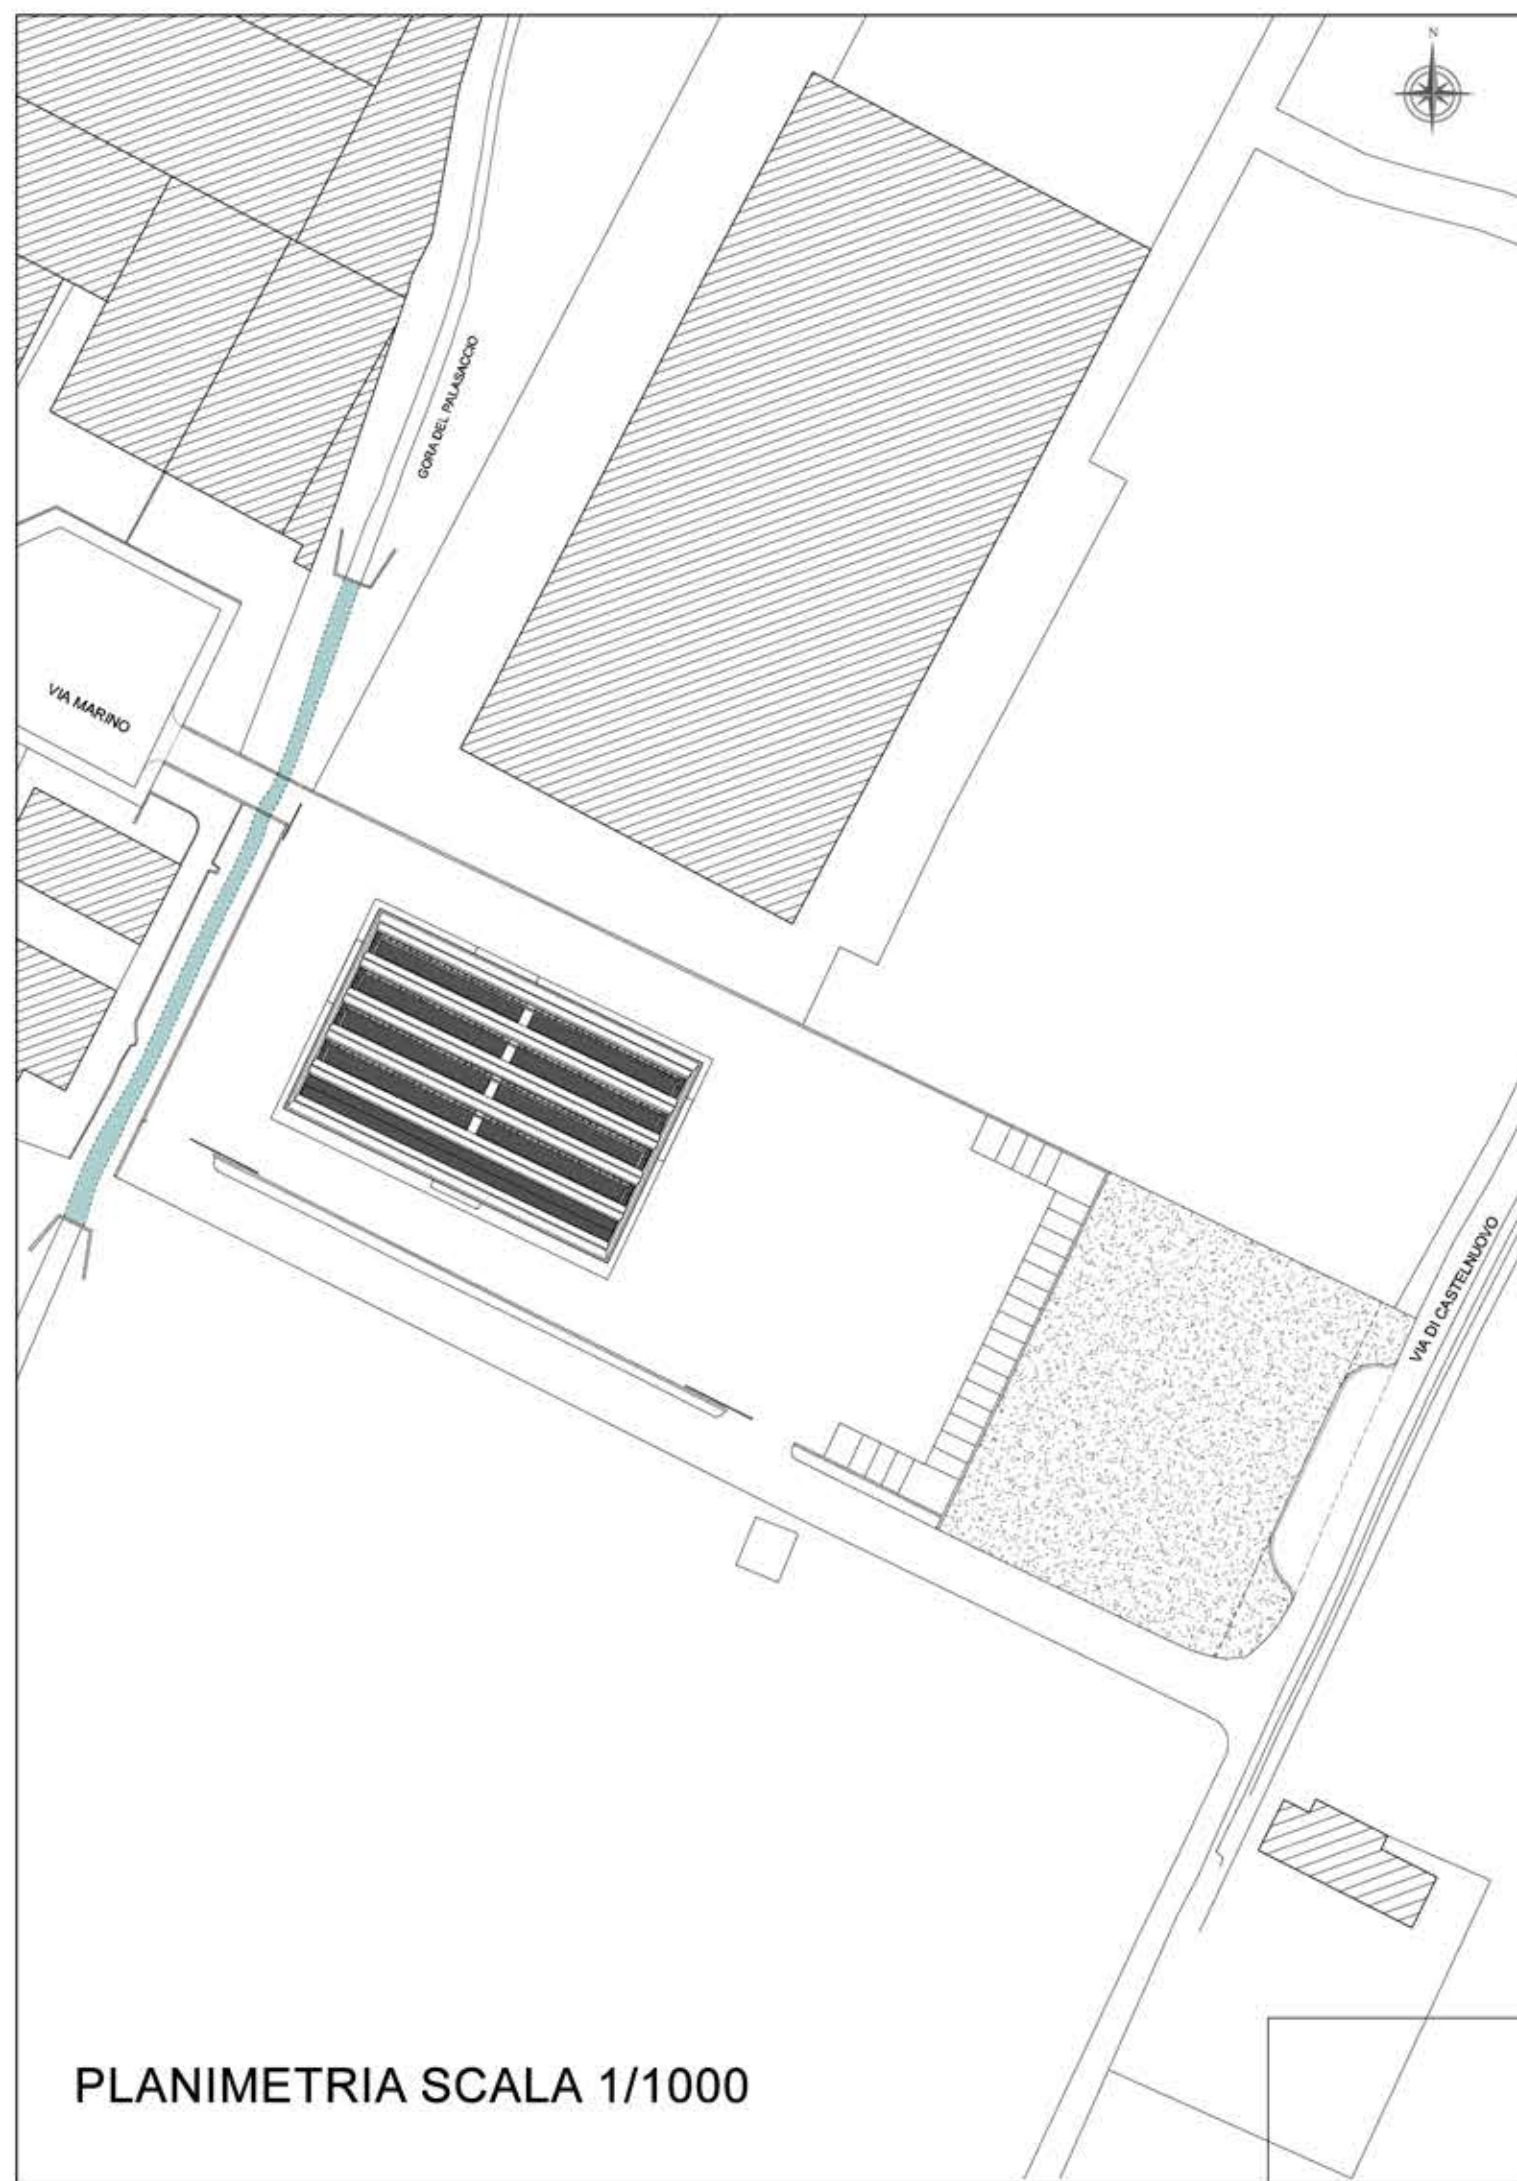 N
GORA DEL PALASACCIO
VIA MARINO
VIA DI CASTELNUOVO
PLANIMETRIA SCALA 1/1000